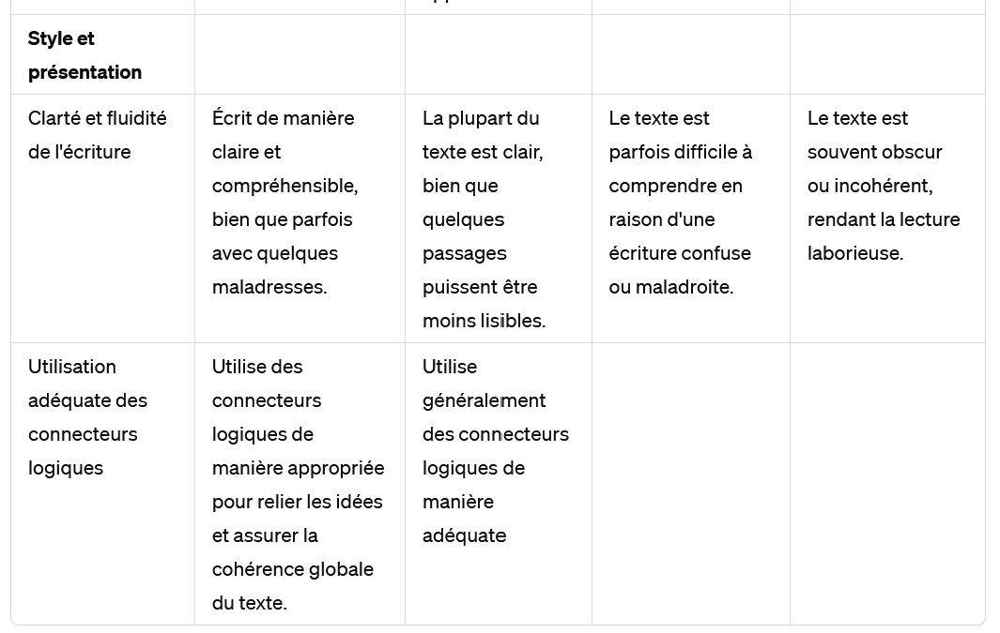 Style et
présentation
Clarté et fluidité
de l'écriture
Écrit de manière
claire et
compréhensible,
bien que parfois
avec quelques
maladresses.
La plupart du
texte est clair,
bien que
quelques
passages
puissent être
moins lisibles.
Le texte est
parfois difficile à
comprendre en
raison d'une
écriture confuse
ou maladroite.
Le texte est
souvent obscur
ou incohérent,
rendant la lecture
laborieuse.
Utilisation
adéquate des
connecteurs
logiques
Utilise des
connecteurs
logiques de
manière appropriée
pour relier les idées
et assurer la
cohérence globale
du texte.
Utilise
généralement
des connecteurs
logiques de
manière
adéquate